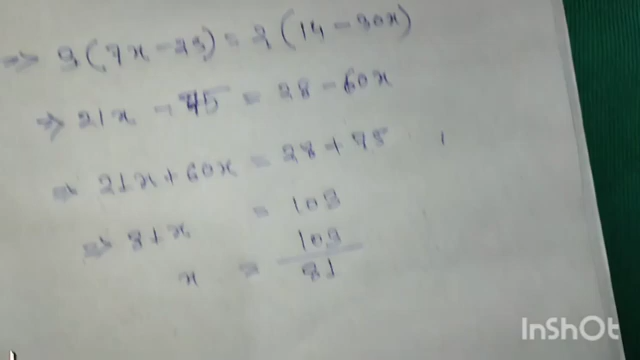 ⇒ 3(7x-25) = 2(14-30x)
⇒ 21x - 75 = 28 - 60x
⇒ 21x + 60x = 28 + 75
⇒ 81x = 103
x = 103/81
InShOt